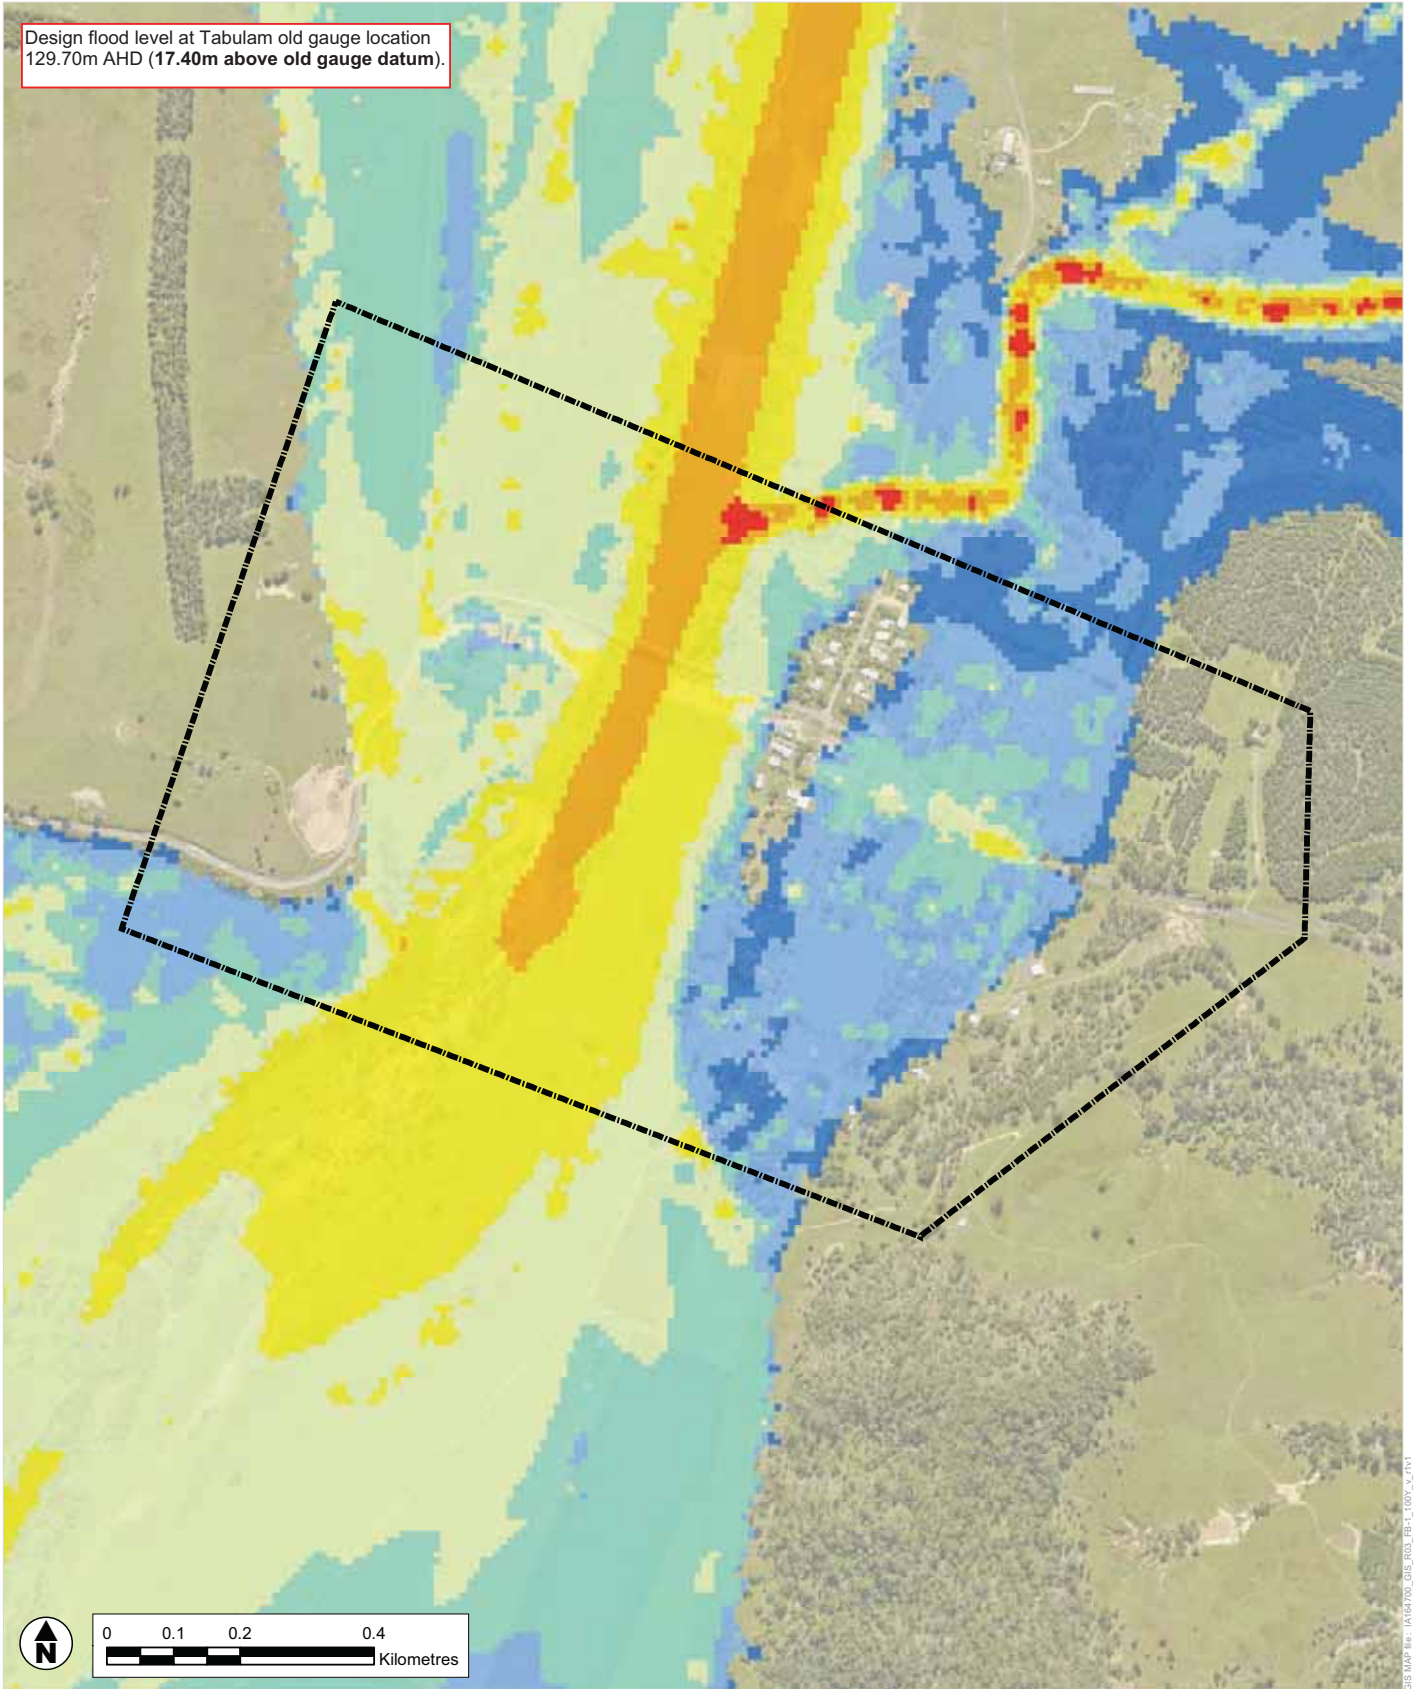 Design flood level at Tabulam old gauge location
129.70m AHD (17.40m above old gauge datum).
N
0 0.1 0.2 0.4
Kilometres
GIS MAP file : IA164700_GIS_R03_FB-1_100Y_v_r1v1